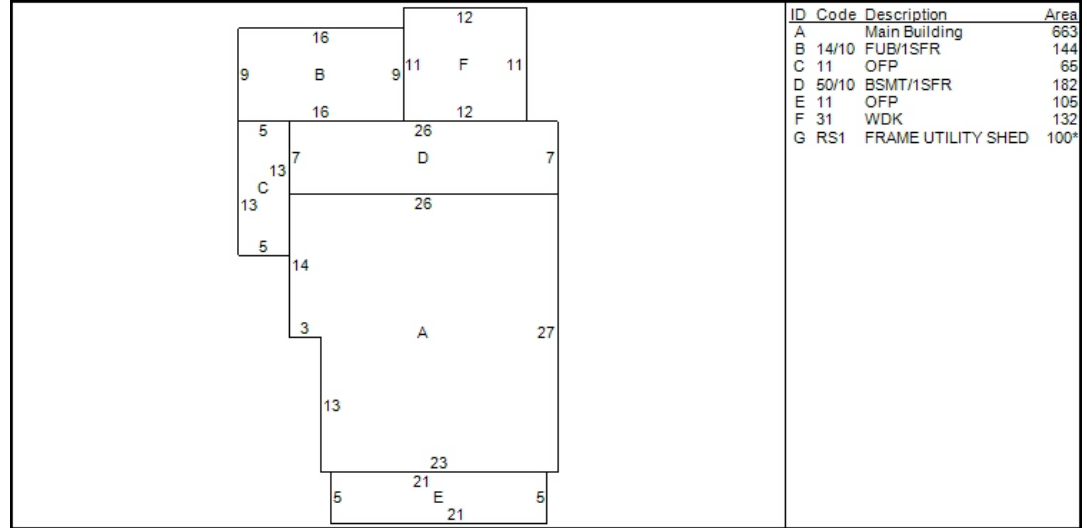 12
16
9 B 9
11 F 11
16
12
5
26
7 D 7
13
C
13
26
5
14
3
A
27
13
23
21
5 E 5
21
ID Code Description Area
A Main Building 663
B 14/10 FUB/1SFR 144
C 11 OFP 65
D 50/10 BSMT/1SFR 182
E 11 OFP 105
F 31 WDK 132
G RS1 FRAME UTILITY SHED 100*